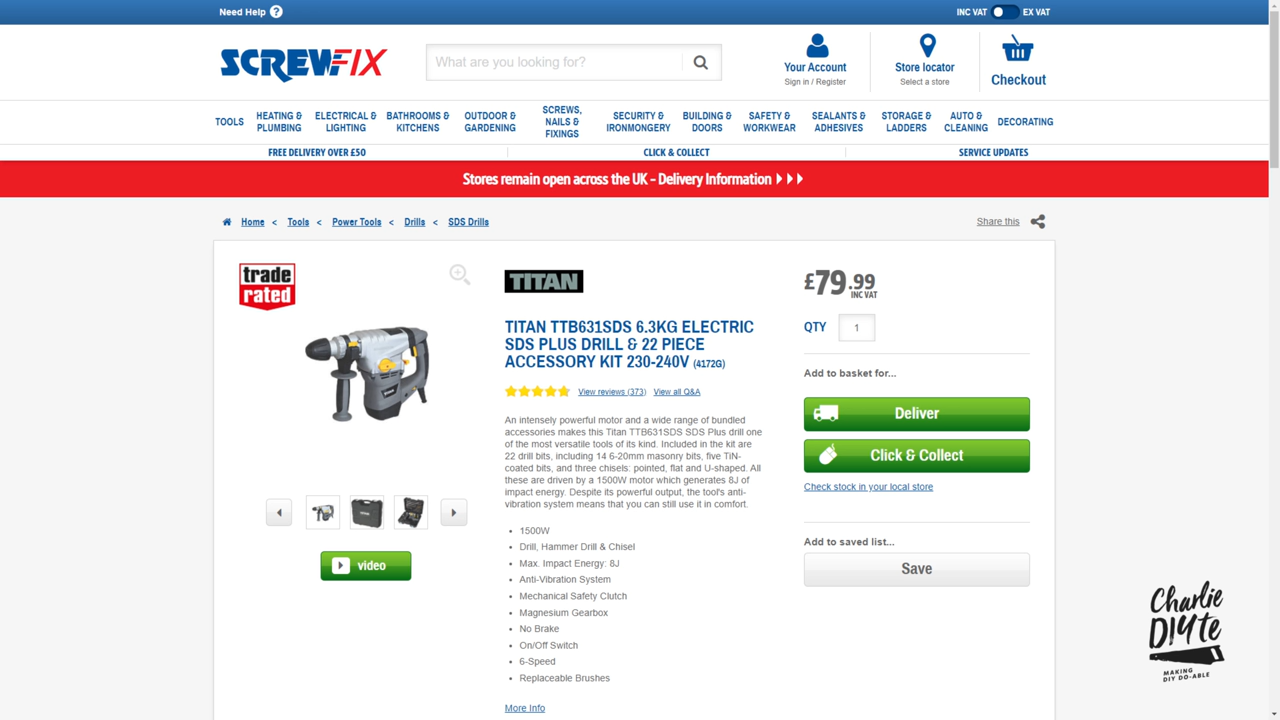 Need Help ?
INC VAT EX VAT
SCREWFIX
What are you looking for?
Your Account
Sign in / Register
Store locator
Select a store
Checkout
TOOLS
HEATING &
PLUMBING
ELECTRICAL &
LIGHTING
BATHROOMS &
KITCHENS
OUTDOOR &
GARDENING
SCREWS,
NAILS &
FIXINGS
SECURITY &
IRONMONGERY
BUILDING &
DOORS
SAFETY &
WORKWEAR
SEALANTS &
ADHESIVES
STORAGE &
LADDERS
AUTO &
CLEANING
DECORATING
FREE DELIVERY OVER £50
CLICK & COLLECT
SERVICE UPDATES
Stores remain open across the UK - Delivery Information
Home < Tools < Power Tools < Drills < SDS Drills
Share this
trade
rated
video
TITAN
TITAN TTB631SDS 6.3KG ELECTRIC
SDS PLUS DRILL & 22 PIECE
ACCESSORY KIT 230-240V (4172G)
View reviews (373) View all Q&A
An intensely powerful motor and a wide range of bundled
accessories makes this Titan TTB631SDS SDS Plus drill one
of the most versatile tools of its kind. Included in the kit are
22 drill bits, including 14 6-20mm masonry bits, five TiN-
coated bits, and three chisels: pointed, flat and U-shaped. All
these are driven by a 1500W motor which generates 8J of
impact energy. Despite its powerful output, the tool's anti-
vibration system means that you can still use it in comfort.
• 1500W
• Drill, Hammer Drill & Chisel
• Max. Impact Energy: 8J
• Anti-Vibration System
• Mechanical Safety Clutch
• Magnesium Gearbox
• No Brake
• On/Off Switch
• 6-Speed
• Replaceable Brushes
More Info
£79.99
INC VAT
QTY 1
Add to basket for...
Deliver
Click & Collect
Check stock in your local store
Add to saved list...
Save
Charlie
DIYte
MAKING
DIY DO-ABLE